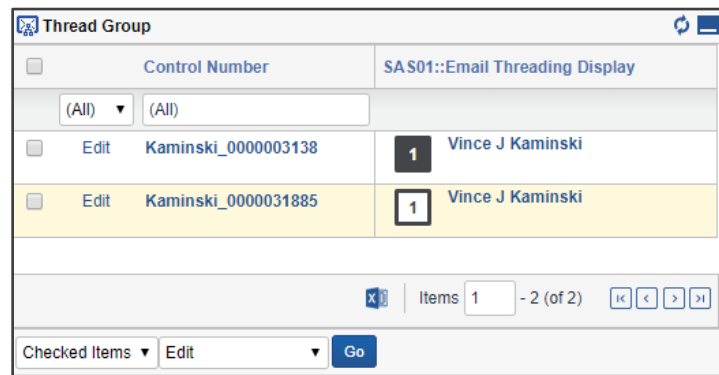 Thread Group
Control Number SAS01::Email Threading Display
(All) (All)
Edit Kaminski_0000003138 1 Vince J Kaminski
Edit Kaminski_0000031885 1 Vince J Kaminski
Items 1 - 2 (of 2)
Checked Items Edit Go